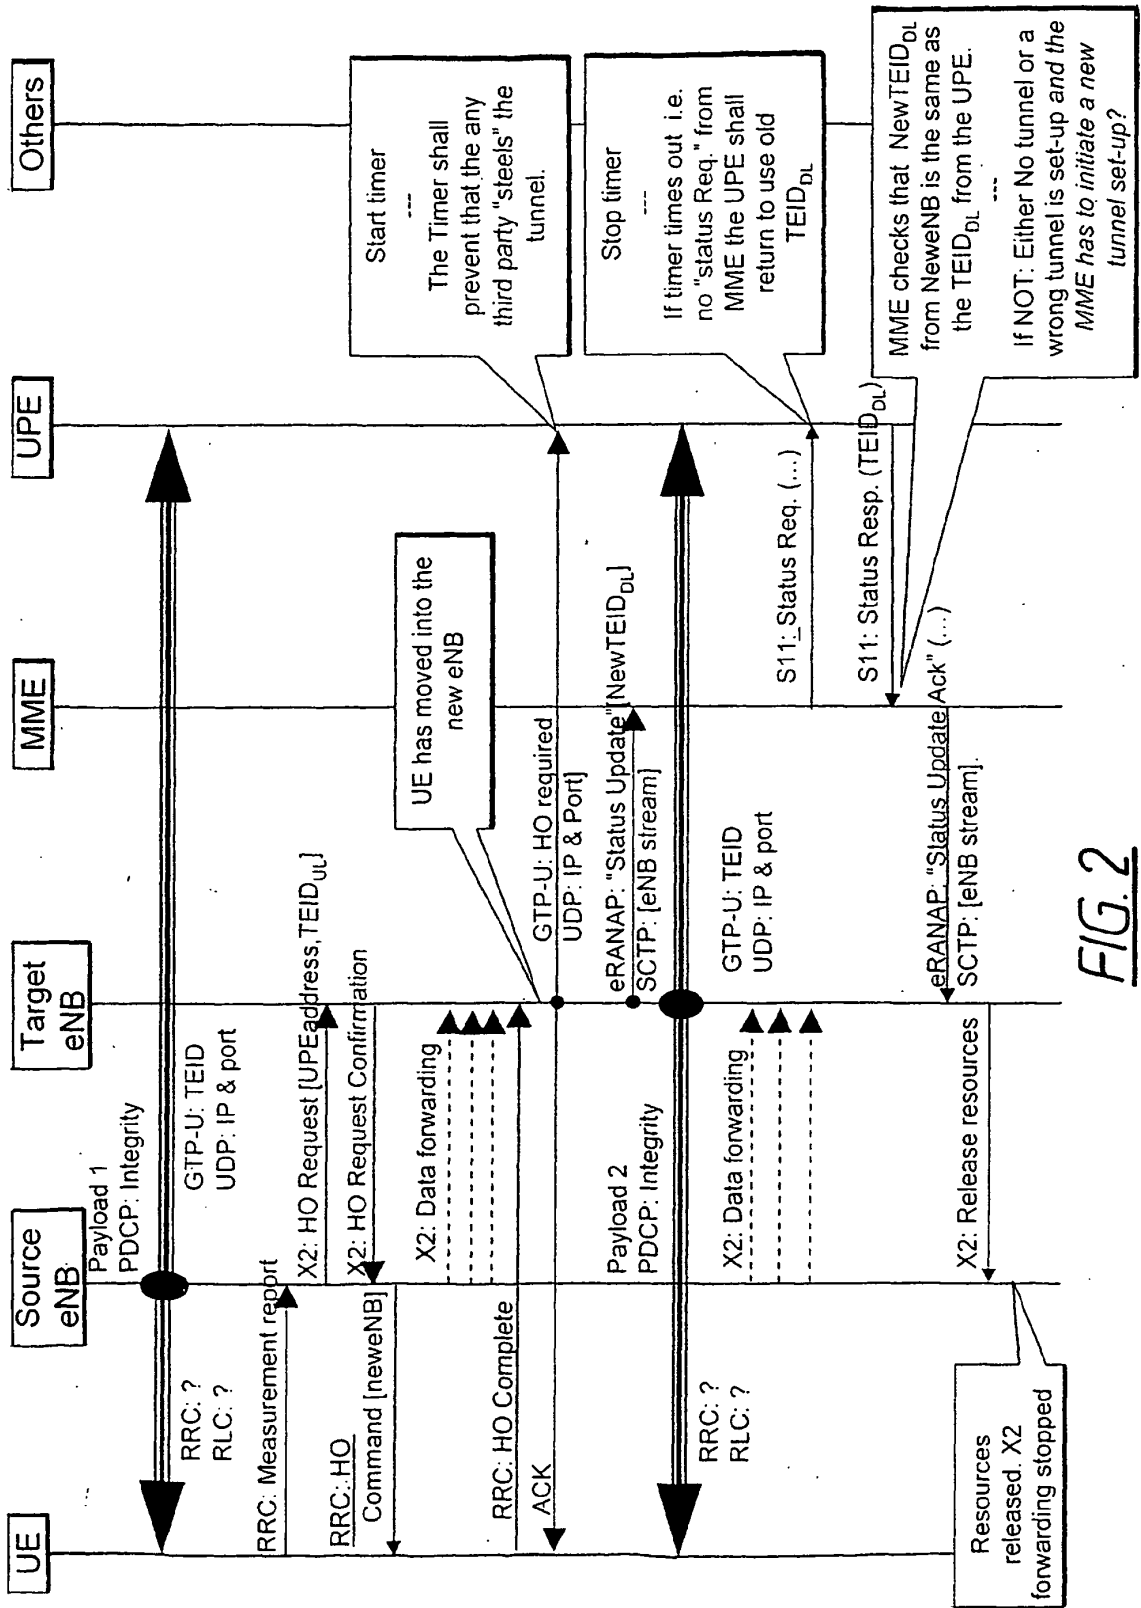 UE
Source
eNB
Target
eNB
MME
UPE
Others
Payload 1
PDCP: Integrity
RRC: ?
RLC: ?
GTP-U: TEID
UDP: IP & port
RRC: Measurement report
X2: HO Request [UPEaddress,TEIDUL]
X2: HO Request Confirmation
RRC: HO
Command [neweNB]
X2: Data forwarding
UE has moved into the
new eNB
Start timer
---
The Timer shall
prevent that the any
third party "steels" the
tunnel.
RRC: HO Complete
ACK
GTP-U: HO required
UDP: IP & Port]
eRANAP: "Status Update"[NewTEIDDL]
SCTP: [eNB stream]
Payload 2
PDCP: Integrity
RRC: ?
RLC: ?
GTP-U: TEID
UDP: IP & port
Stop timer
---
If timer times out i.e.
no "status Req." from
MME the UPE shall
return to use old
TEIDDL
X2: Data forwarding
S11: Status Req. (...)
S11: Status Resp. (TEIDDL)
MME checks that NewTEIDDL
from NeweNB is the same as
the TEIDDL from the UPE.
---
If NOT: Either No tunnel or a
wrong tunnel is set-up and the
MME has to initiate a new
tunnel set-up?
eRANAP: "Status Update Ack" (...)
SCTP: [eNB stream].
X2: Release resources
Resources
released. X2
forwarding stopped
FIG. 2